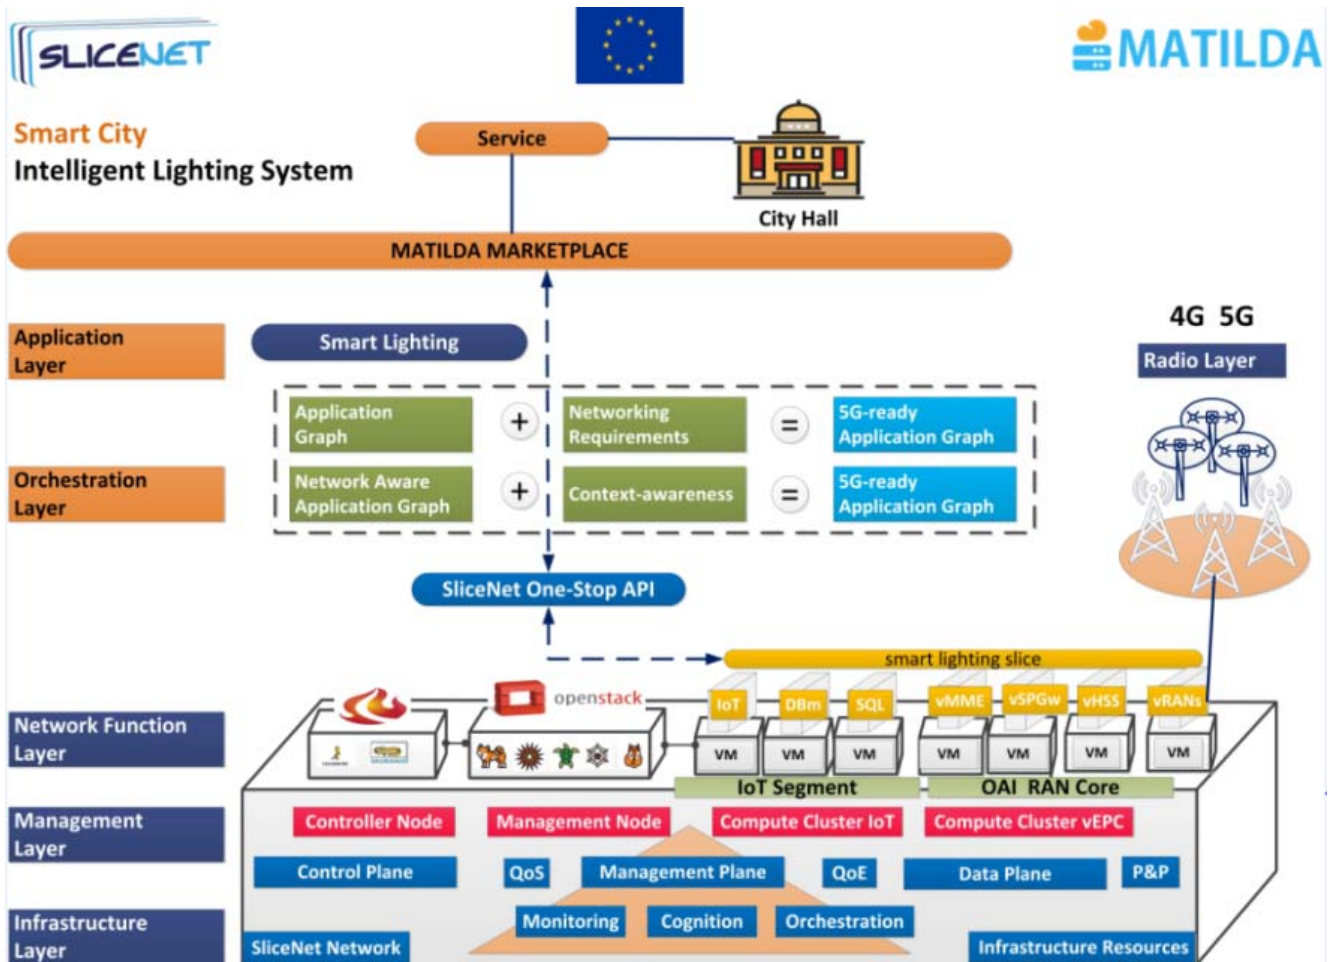 SLICENET
MATILDA
Smart City
Intelligent Lighting System
Service
City Hall
MATILDA MARKETPLACE
Application
Layer
Smart Lighting
4G 5G
Radio Layer
Application
Graph
+
Networking
Requirements
=
5G-ready
Application Graph
Orchestration
Layer
Network Aware
Application Graph
+
Context-awareness
=
5G-ready
Application Graph
SliceNet One-Stop API
smart lighting slice
openstack
IoT
DBm
SQL
vMME
vSPGw
vHSS
vRANs
Network Function
Layer
VM
VM
VM
VM
VM
VM
VM
IoT Segment
OAI RAN Core
Management
Layer
Controller Node
Management Node
Compute Cluster IoT
Compute Cluster vEPC
Control Plane
QoS
Management Plane
QoE
Data Plane
P&P
Infrastructure
Layer
Monitoring
Cognition
Orchestration
SliceNet Network
Infrastructure Resources